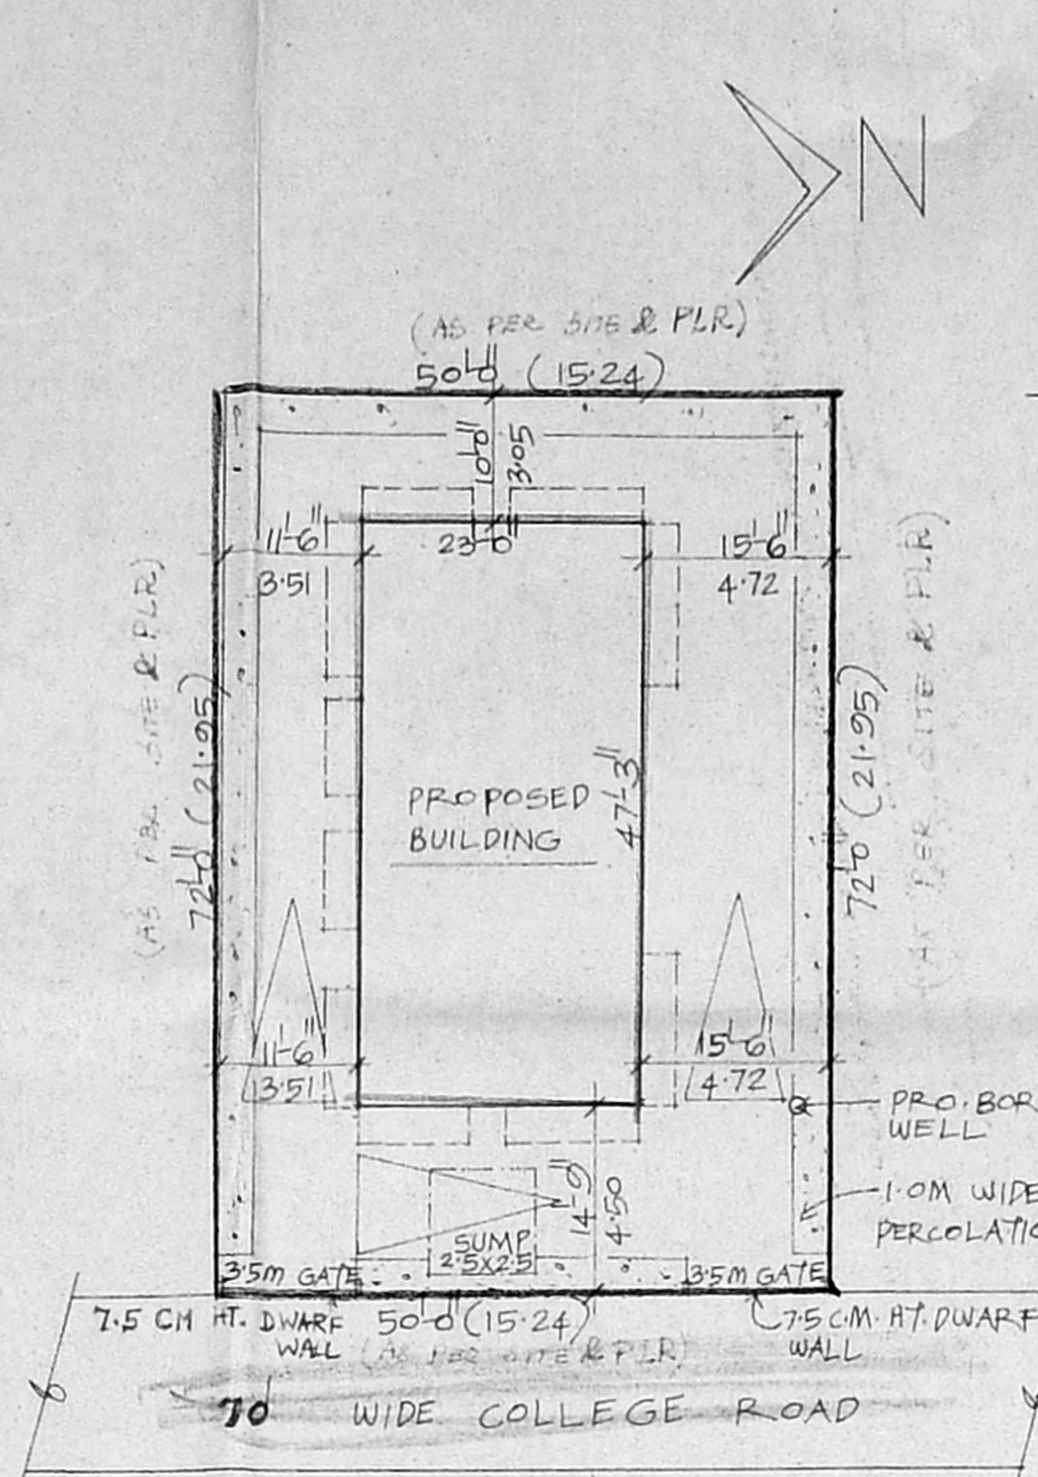 N
(AS PER SITE & PLR)
50'-0" (15.24)
10'-0"
3.05
11'-6"
23'-0"
15'-6"
3.51
4.72
(AS PER SITE & PLR)
72'-0" (21.95)
PROPOSED
BUILDING
47'-3"
72'-0" (21.95)
(AS PER SITE & PLR)
11'-6"
3.51
15'-6"
4.72
PRO. BOR
WELL
14'-9"
4.50
1.0M WIDE
PERCOLATIO
SUMP
2.5X2.5
3.5M GATE
3.5M GATE
7.5 CM HT. DWARF
WALL
50'-0" (15.24)
(AS PER SITE & PLR)
7.5 C.M. HT. DWARF
WALL
70' WIDE COLLEGE ROAD